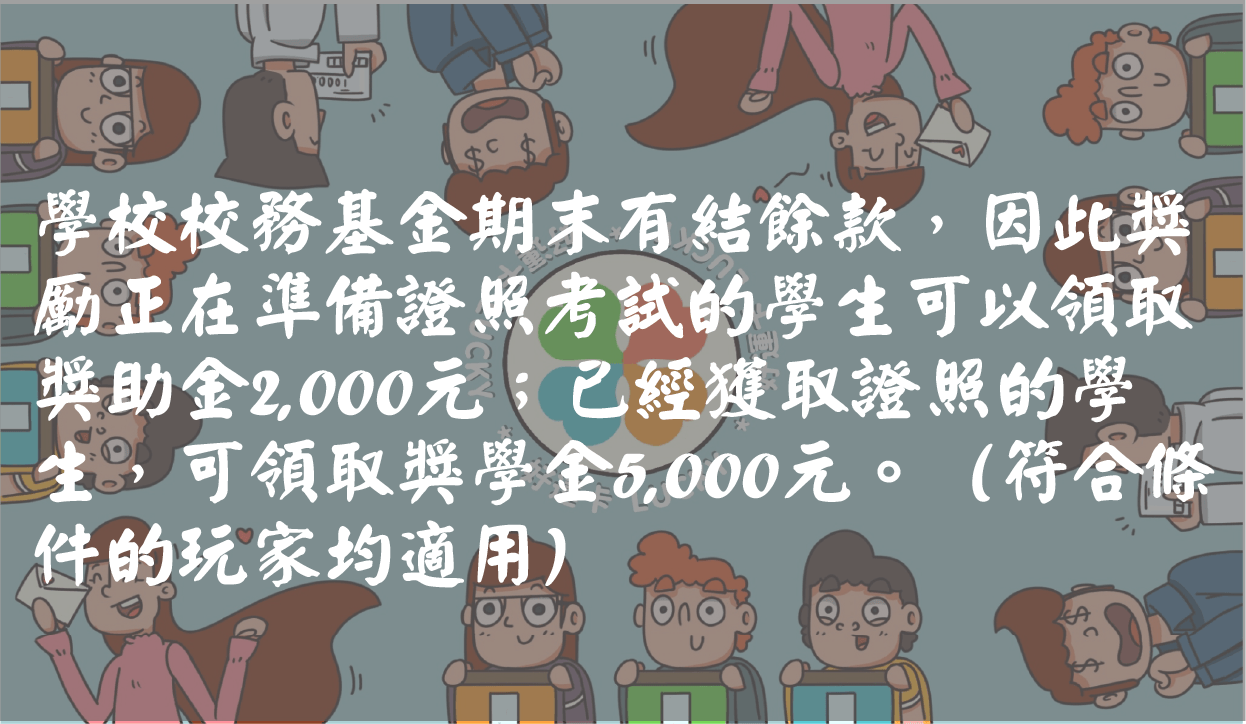 學校校務基金期末有結餘款，因此獎
勵正在準備證照考試的學生可以領取
獎助金2,000元；已經獲取證照的學
生，可領取獎學金5,000元。（符合條
件的玩家均適用）